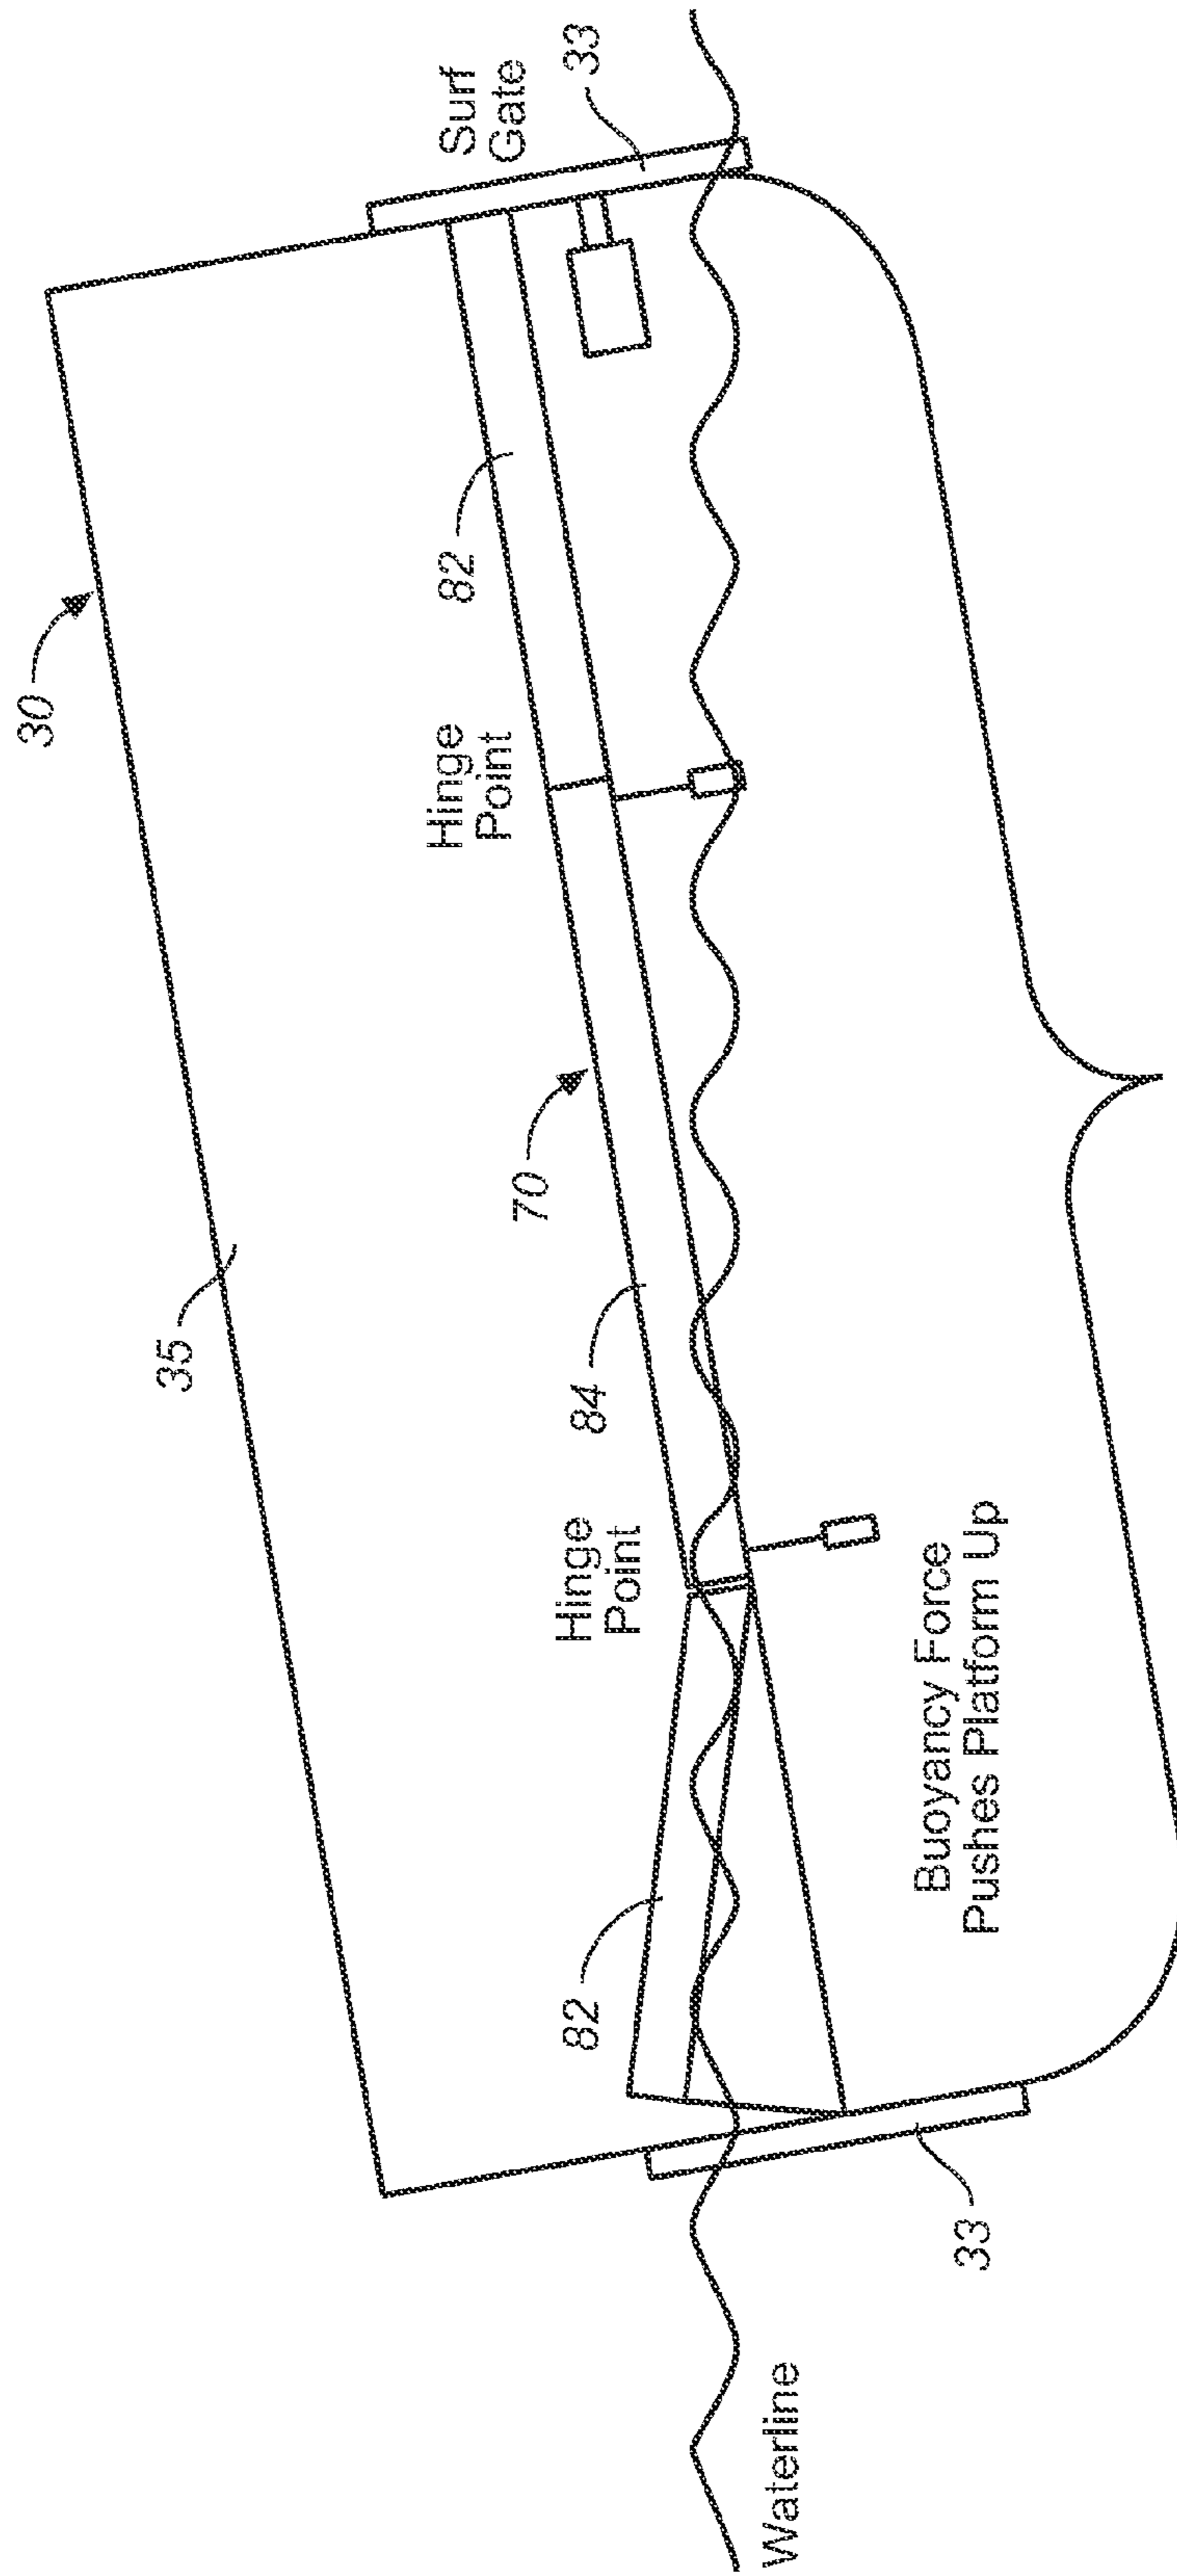 30
Surf
Gate
33
82
Hinge
Point
35
70
84
Hinge
Point
82
Buoyancy Force
Pushes Platform Up
33
Waterline